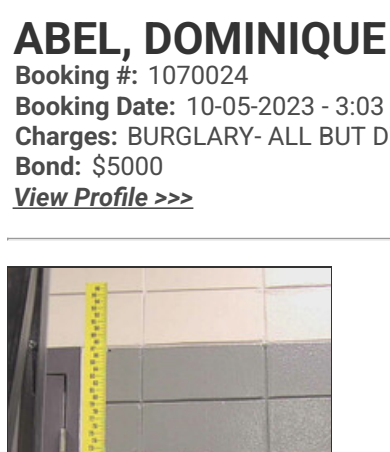 ABEL, DOMINIQUE
Booking #: 1070024
Booking Date: 10-05-2023 - 3:03
Charges: BURGLARY- ALL BUT D
Bond: $5000
View Profile >>>